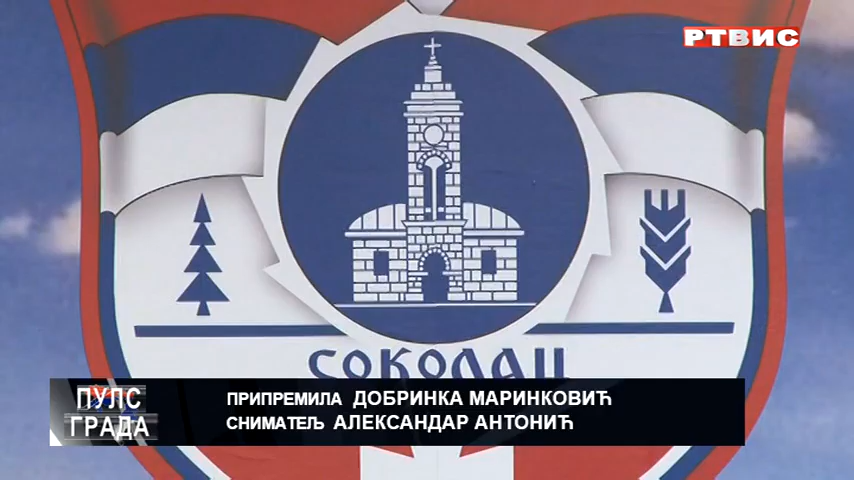 РТВИС
СОКОЛАЦ
ПУЛС
ГРАДА
ПРИПРЕМИЛА ДОБРИНКА МАРИНКОВИЋ
СНИМАТЕЉ АЛЕКСАНДАР АНТОНИЋ